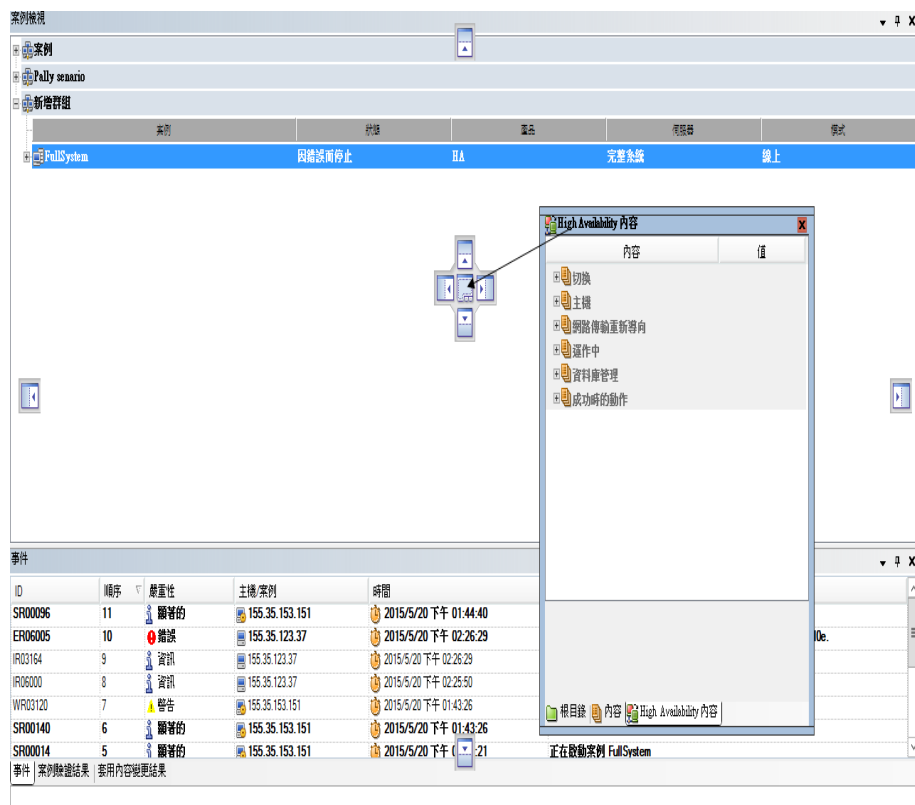 案例檢視
案例
Pally senario
新增群組
案例 狀態 產品 伺服器 模式
FullSystem 因錯誤而停止 HA 完整系統 線上
High Availability 內容
內容 值
切換
主機
網路傳輸重新導向
運作中
資料庫管理
成功時的動作
根目錄 內容 High Availability 內容
事件
ID 順序 嚴重性 主機/案例 時間
SR00096 11 顯著的 155.35.153.151 2015/5/20 下午 01:44:40
ER06005 10 錯誤 155.35.123.37 2015/5/20 下午 02:26:29 l0e.
IR03164 9 資訊 155.35.123.37 2015/5/20 下午 02:26:29
IR06000 8 資訊 155.35.123.37 2015/5/20 下午 02:25:50
WR03120 7 警告 155.35.153.151 2015/5/20 下午 01:43:26
SR00140 6 顯著的 155.35.153.151 2015/5/20 下午 01:43:26
SR00014 5 顯著的 155.35.153.151 2015/5/20 下午 :21 正在啟動案例 FullSystem
事件 案例驗證結果 套用內容變更結果